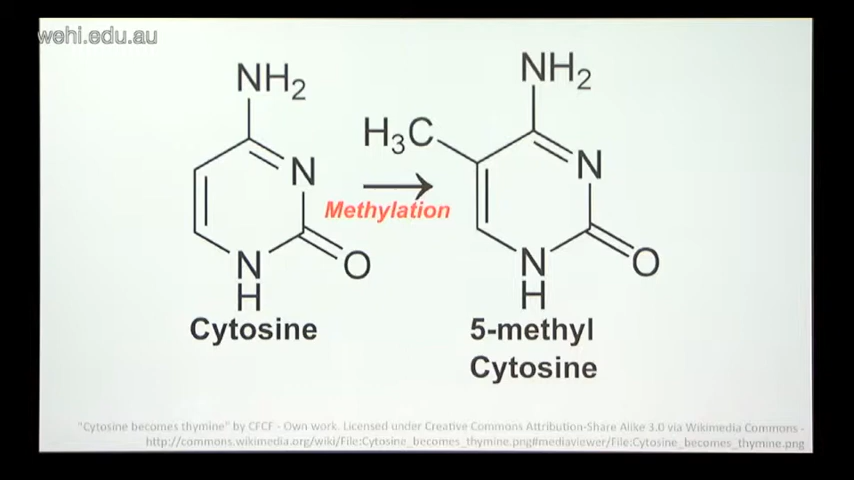 wehi.edu.au
NH2
N
O
N
H
Cytosine
Methylation
NH2
H3C
N
O
N
H
5-methyl
Cytosine
"Cytosine becomes thymine" by CFCF - Own work. Licensed under Creative Commons Attribution-Share Alike 3.0 via Wikimedia Commons -
http://commons.wikimedia.org/wiki/File:Cytosine_becomes_thymine.png#mediaviewer/File:Cytosine_becomes_thymine.png